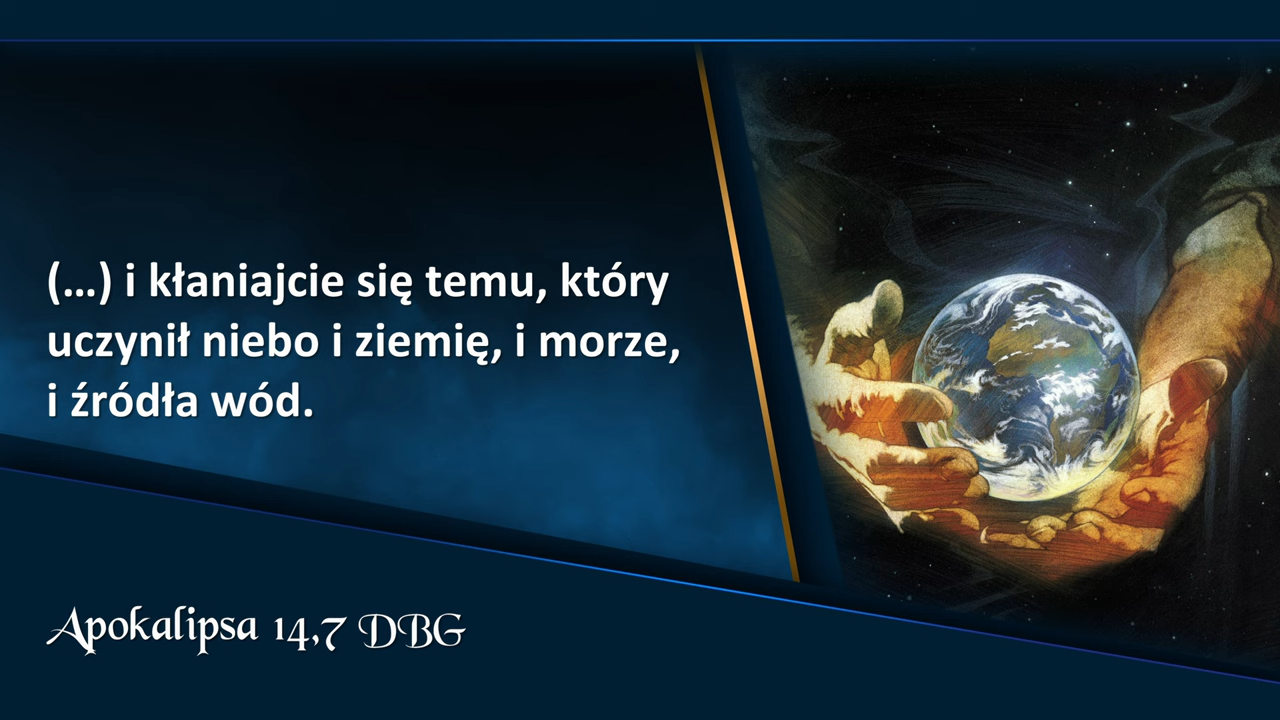 (…) i kłaniajcie się temu, który
uczynił niebo i ziemię, i morze,
i źródła wód.
Apokalipsa 14,7 DBG